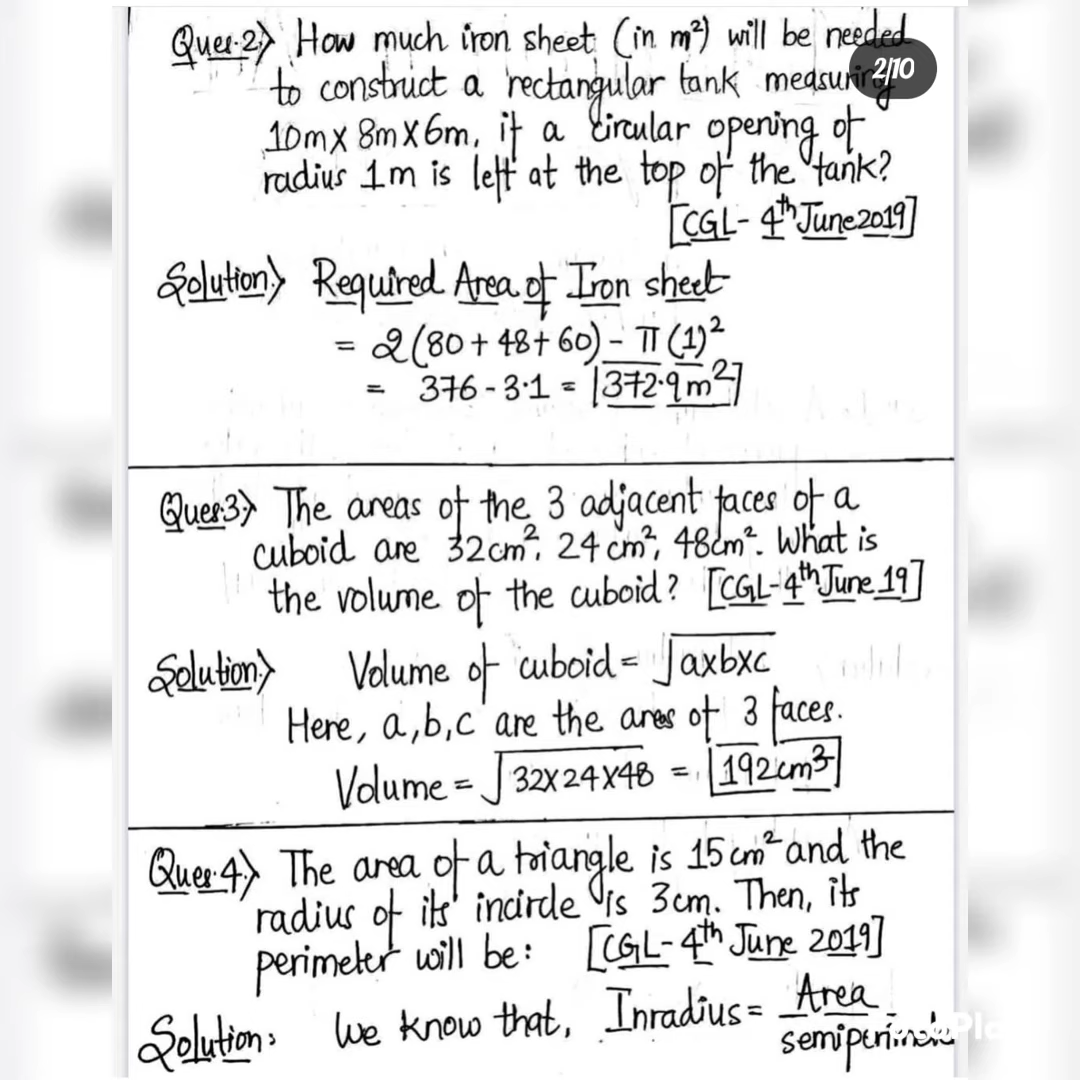 Ques.2) How much iron sheet (in m²) will be needed
2/10
to construct a rectangular tank measuring
10m x 8m x 6m, if a circular opening of
radius 1m is left at the top of the tank?
[CGL- 4th June 2019]
Solution) Required Area of Iron sheet
= 2(80 + 48 + 60) - π(1)²
= 376 - 3.1 = 372.9m²
Ques.3) The areas of the 3 adjacent faces of a
cuboid are 32cm², 24cm², 48cm². What is
the volume of the cuboid? [CGL-4th June 19]
Solution) Volume of cuboid = √axbxc
Here, a,b,c are the ares of 3 faces.
Volume = √32x24x48 = 192cm³
Ques.4) The area of a triangle is 15cm² and the
radius of its incircle is 3cm. Then, its
perimeter will be: [CGL- 4th June 2019]
Solution: We know that, Inradius = Area
semiperimete